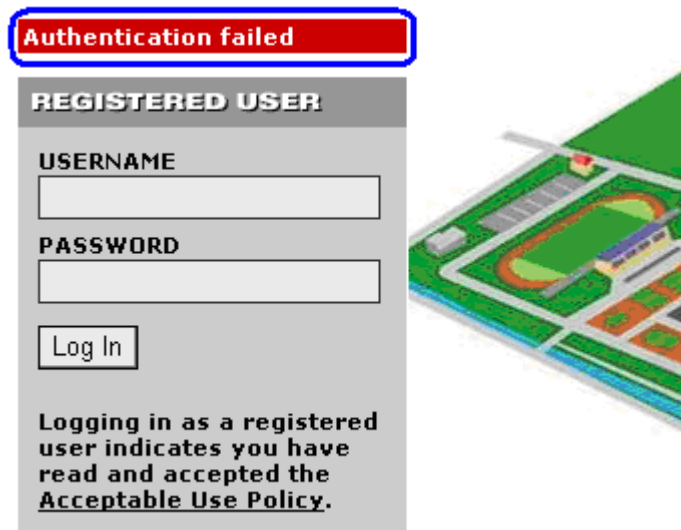 Authentication failed
REGISTERED USER
USERNAME
PASSWORD
Log In
Logging in as a registered
user indicates you have
read and accepted the
Acceptable Use Policy.